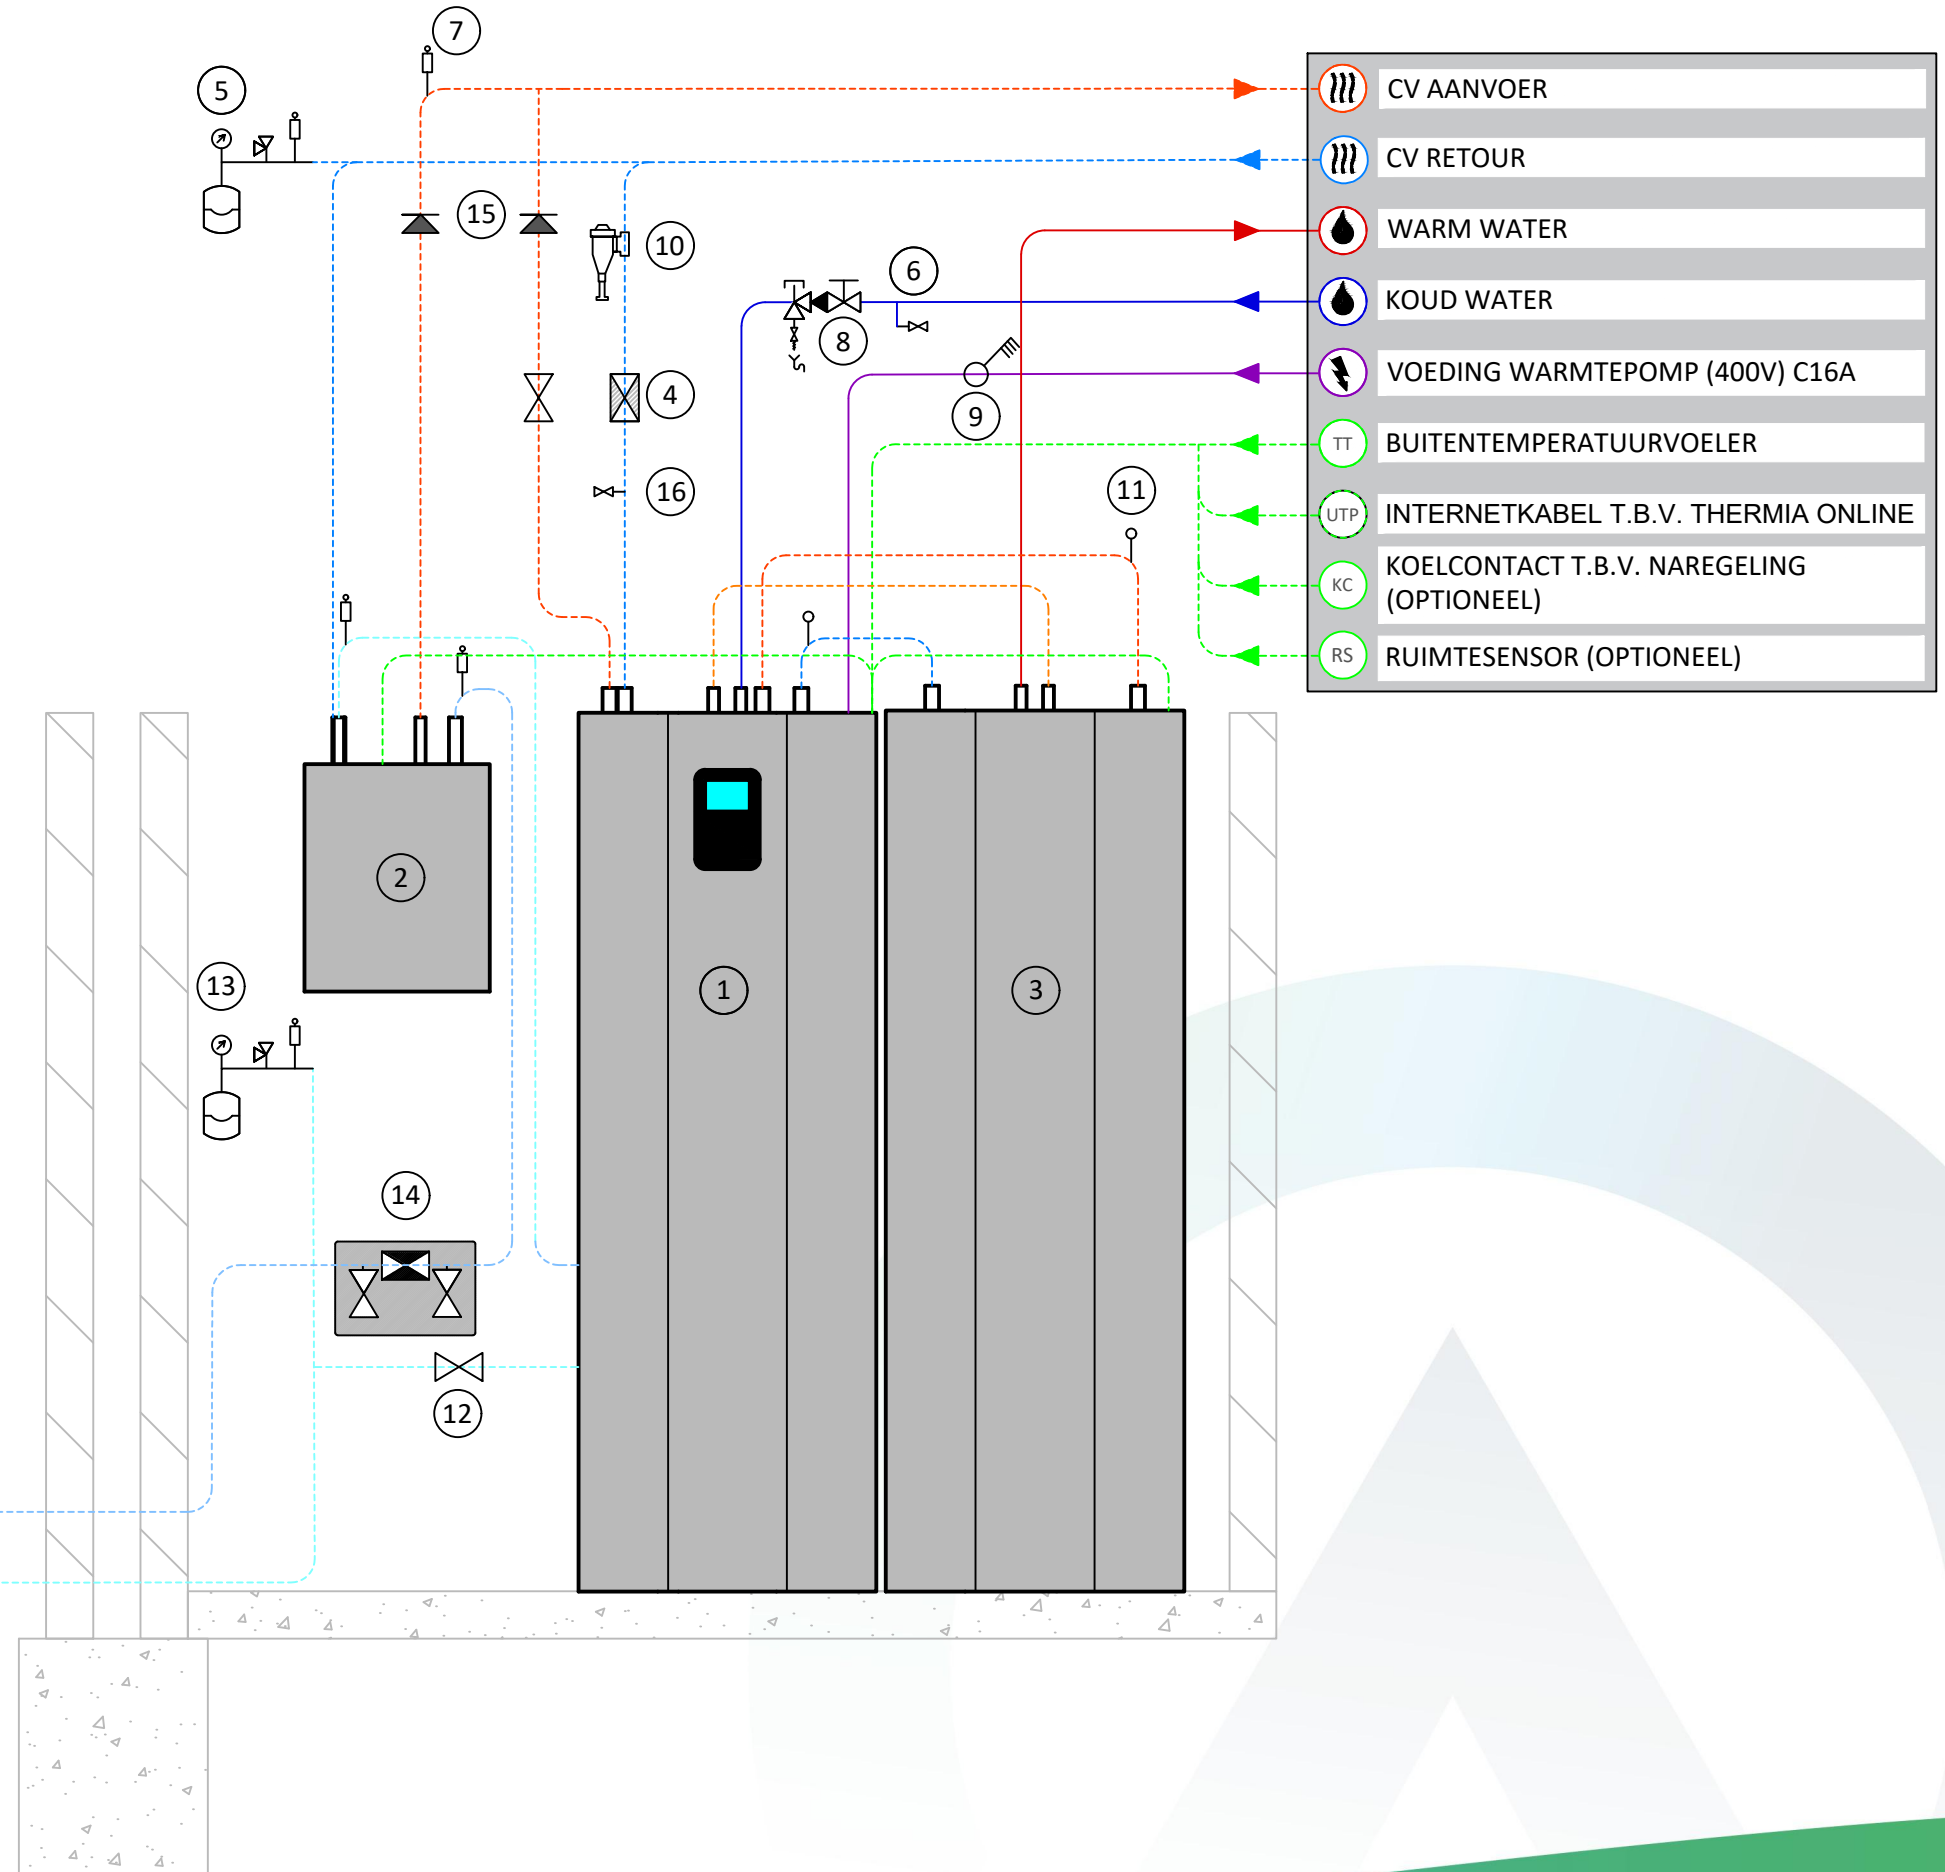 7
5
CV AANVOER
CV RETOUR
15
10
WARM WATER
6
KOUD WATER
8
4
9
VOEDING WARMTEPOMP (400V) C16A
TT
BUITENTEMPERATUURVOELER
16
11
UTP
INTERNETKABEL T.B.V. THERMIA ONLINE
KC
KOELCONTACT T.B.V. NAREGELING
(OPTIONEEL)
RS
RUIMTESENSOR (OPTIONEEL)
2
13
1
3
14
12